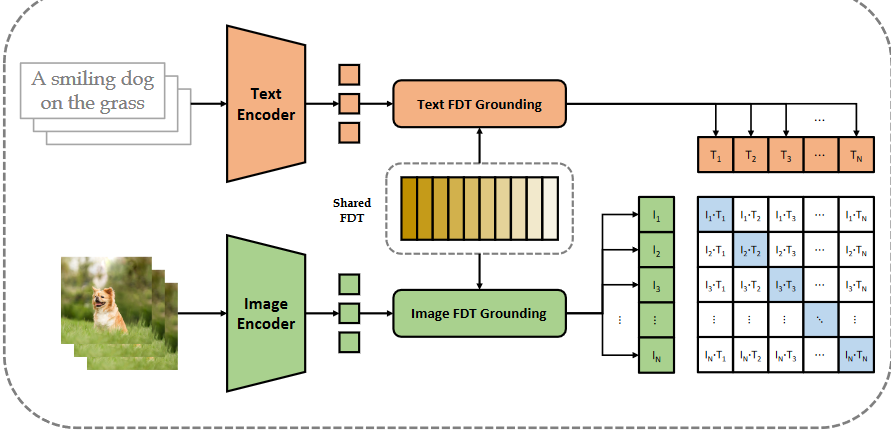 A smiling dog
on the grass
Text
Encoder
Text FDT Grounding
...
T1 T2 T3 ... TN
Shared
FDT
Image
Encoder
Image FDT Grounding
I1
I2
I3
⋮ ⋮
IN
I1·T1 I1·T2 I1·T3 ... I1·TN
I2·T1 I2·T2 I2·T3 ... I2·TN
I3·T1 I3·T2 I3·T3 ... I3·TN
⋮ ⋮ ⋮ ⋱ ⋮
IN·T1 IN·T2 IN·T3 ... IN·TN